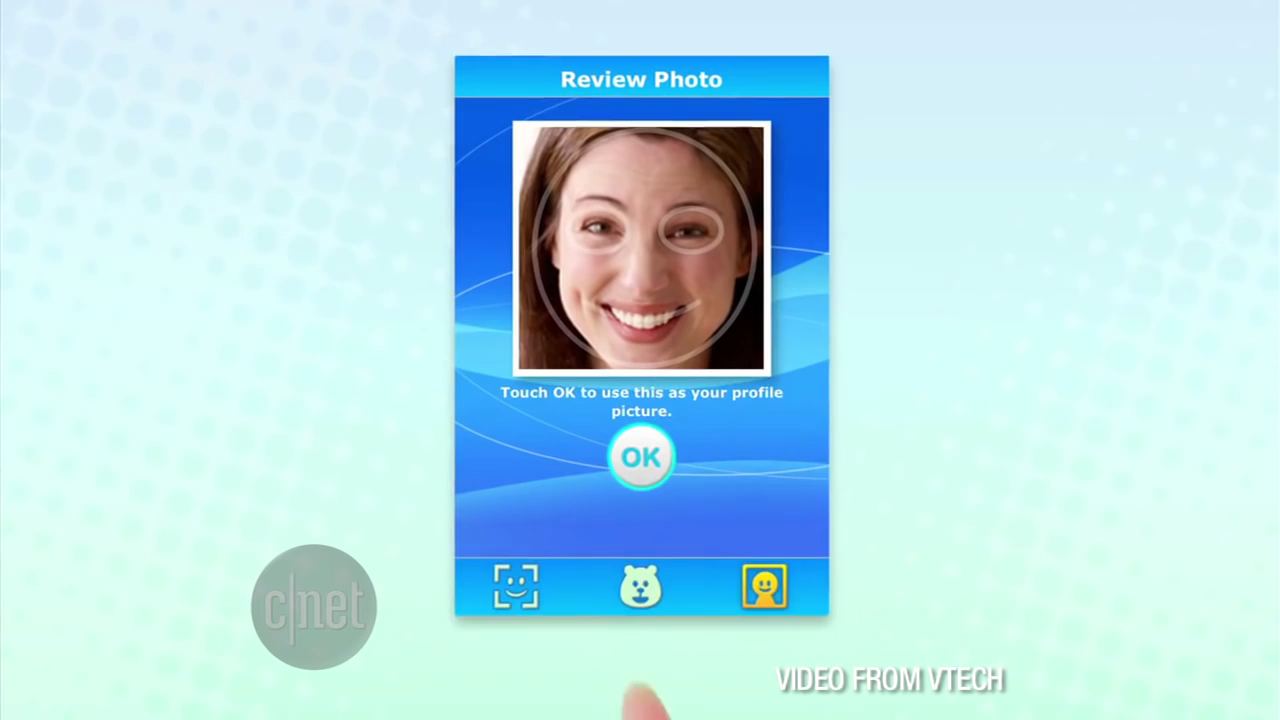 Review Photo
Touch OK to use this as your profile
picture.
OK
c|net
VIDEO FROM VTECH